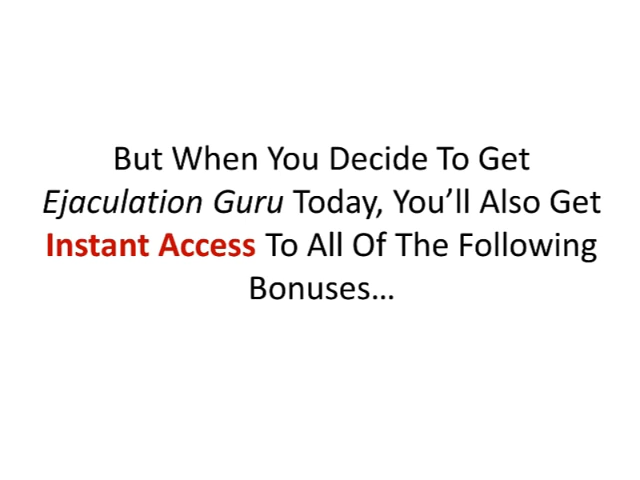 But When You Decide To Get
Ejaculation Guru Today, You’ll Also Get
Instant Access To All Of The Following
Bonuses…